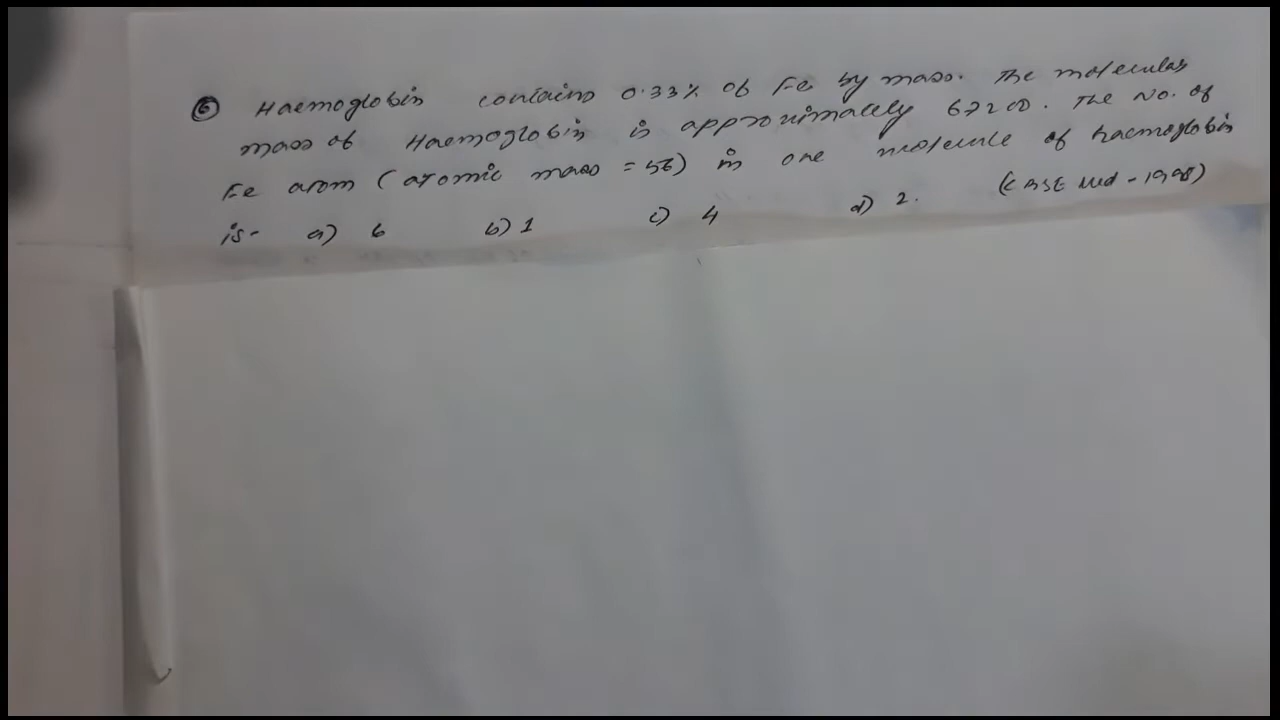 6 Haemoglobin contains 0.33% of Fe by mass. The molecular
mass of Haemoglobin is approximately 67200. The No. of
Fe atom (atomic mass = 56) in one molecule of haemoglobin
is- a) 6 b) 1 c) 4 d) 2. (CBSE Med - 1998)